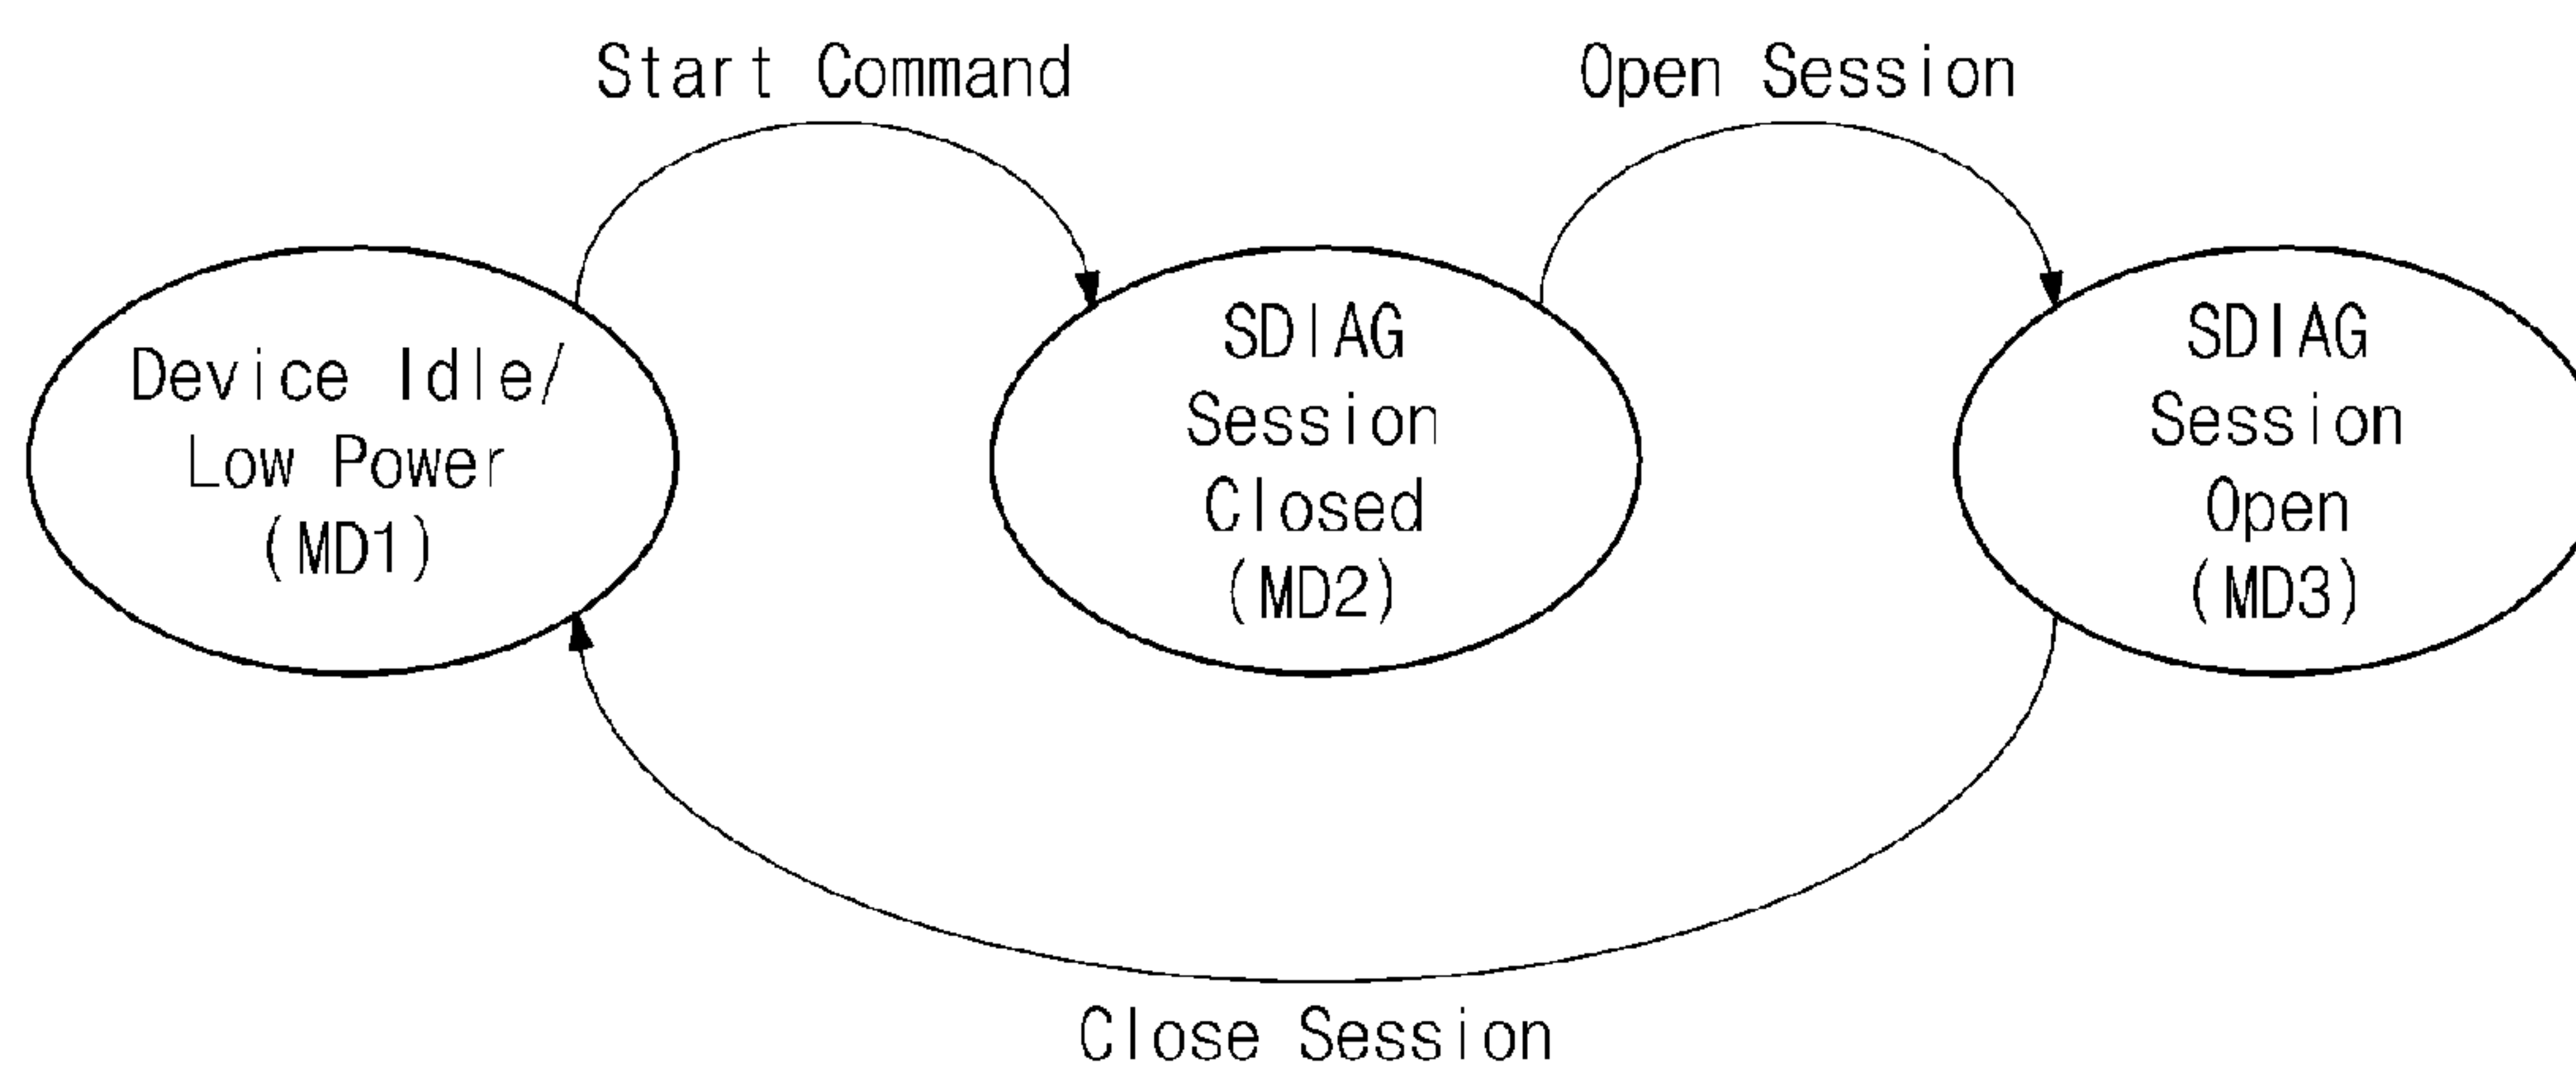 Start Command
Open Session
Device Idle/
Low Power
(MD1)
SDIAG
Session
Closed
(MD2)
SDIAG
Session
Open
(MD3)
Close Session